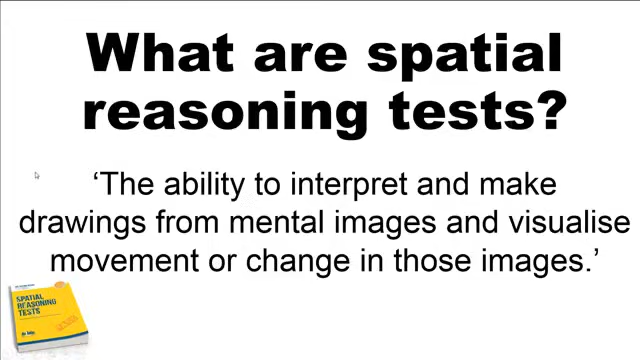 What are spatial
reasoning tests?
‘The ability to interpret and make
drawings from mental images and visualise
movement or change in those images.’
SPATIAL
REASONING
TESTS